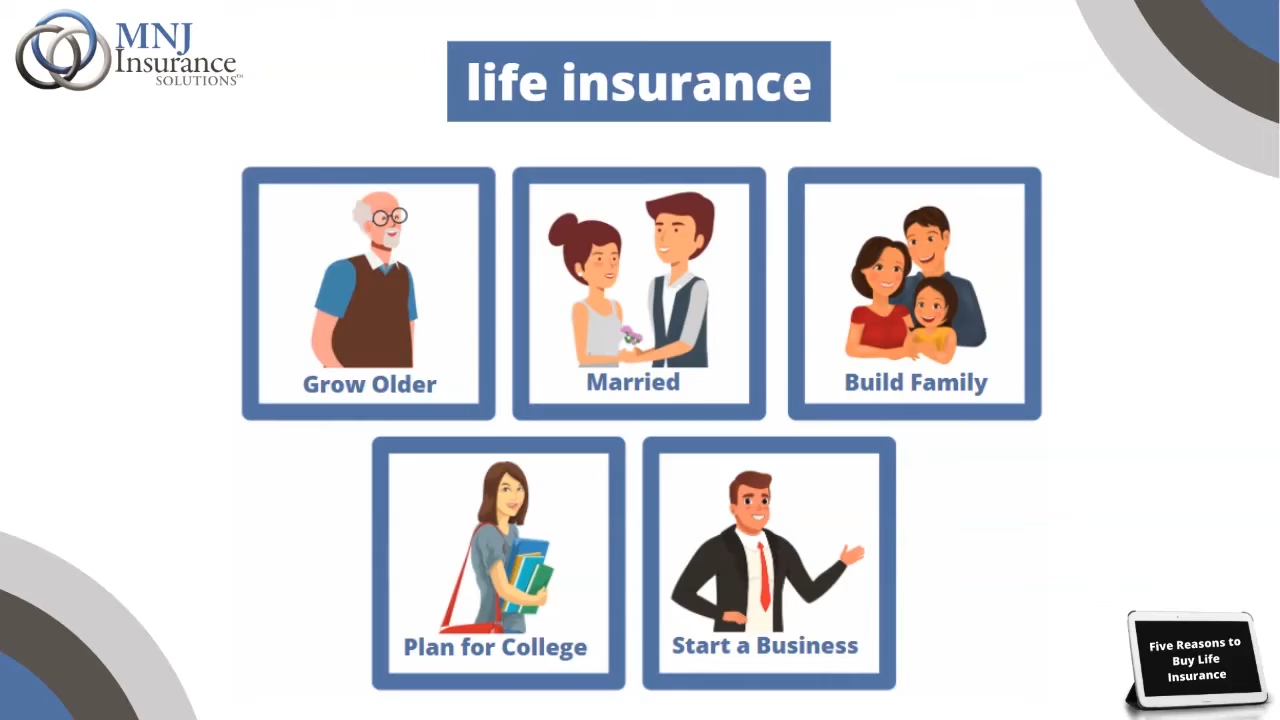 MNJ
Insurance
SOLUTIONS™
life insurance
Grow Older
Married
Build Family
Plan for College
Start a Business
Five Reasons to
Buy Life
Insurance